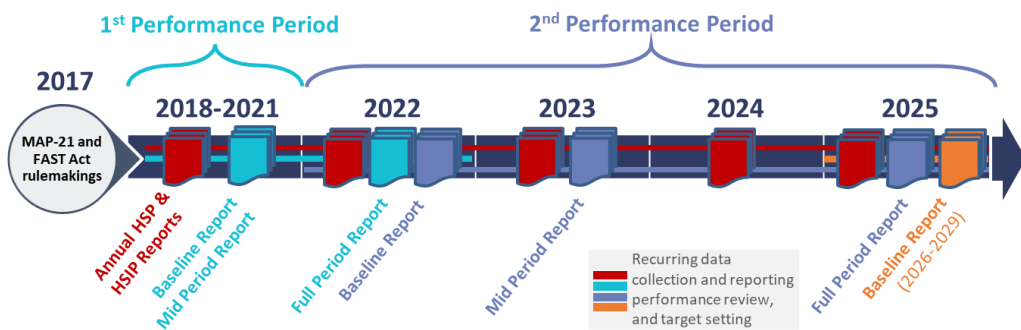 1st Performance Period
2nd Performance Period
2017
2018-2021
2022
2023
2024
2025
MAP-21 and
FAST Act
rulemakings
Annual HSP &
HSIP Reports
Baseline Report
Mid Period Report
Full Period Report
Baseline Report
Mid Period Report
Full Period Report
Baseline Report
(2026-2029)
Recurring data
collection and reporting
performance review,
and target setting